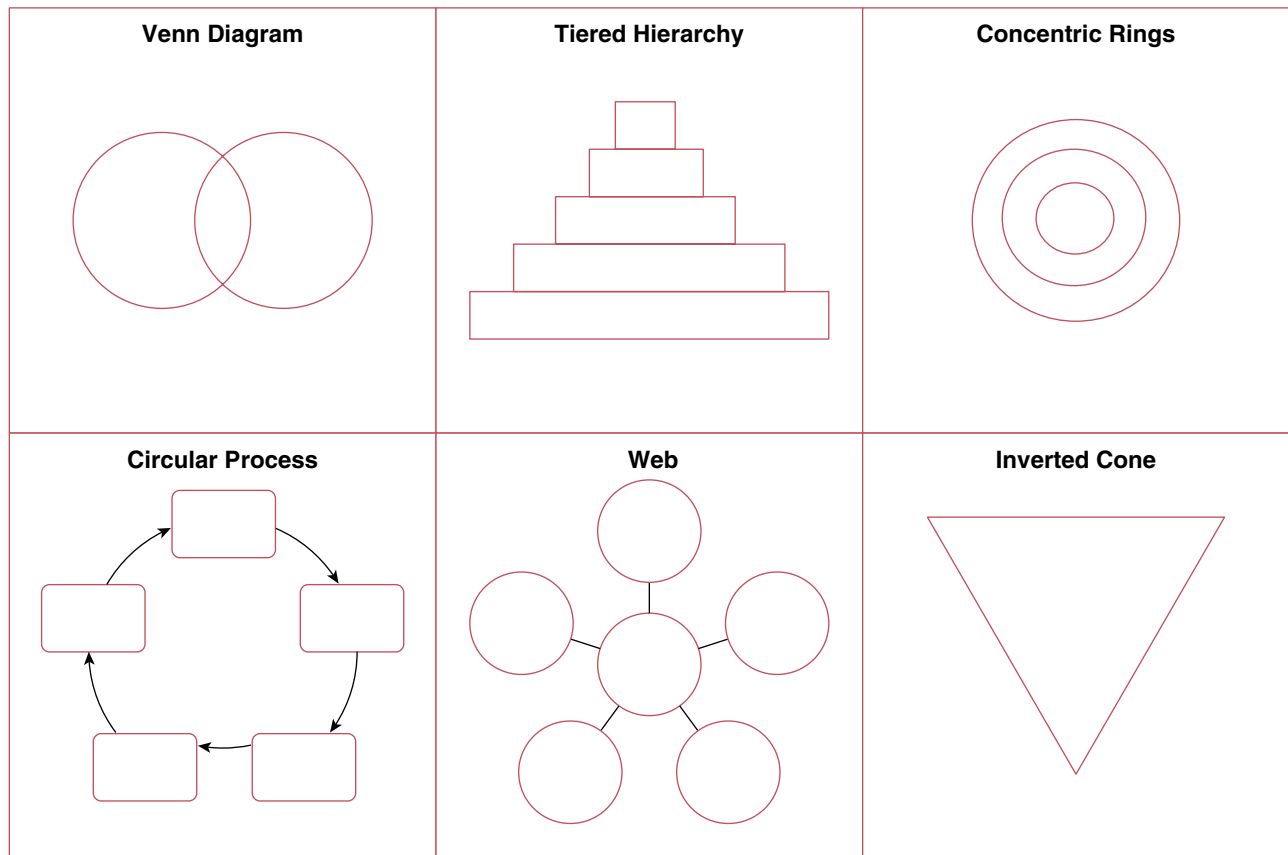 Venn Diagram
Tiered Hierarchy
Concentric Rings
Circular Process
Web
Inverted Cone